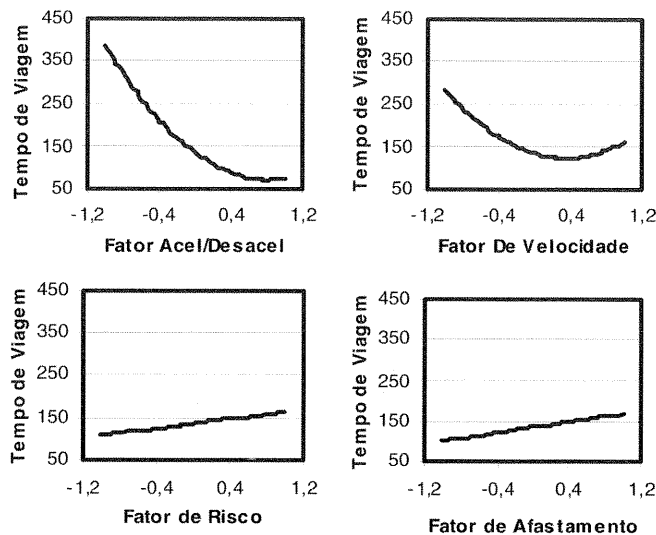 450
350
250
150
50
Tempo de Viagem
-1,2 -0,4 0,4 1,2
Fator Acel/Desacel
450
350
250
150
50
Tempo de Viagem
-1,2 -0,4 0,4 1,2
Fator De Velocidade
450
350
250
150
50
Tempo de Viagem
-1,2 -0,4 0,4 1,2
Fator de Risco
450
350
250
150
50
Tempo de Viagem
-1,2 -0,4 0,4 1,2
Fator de Afastamento